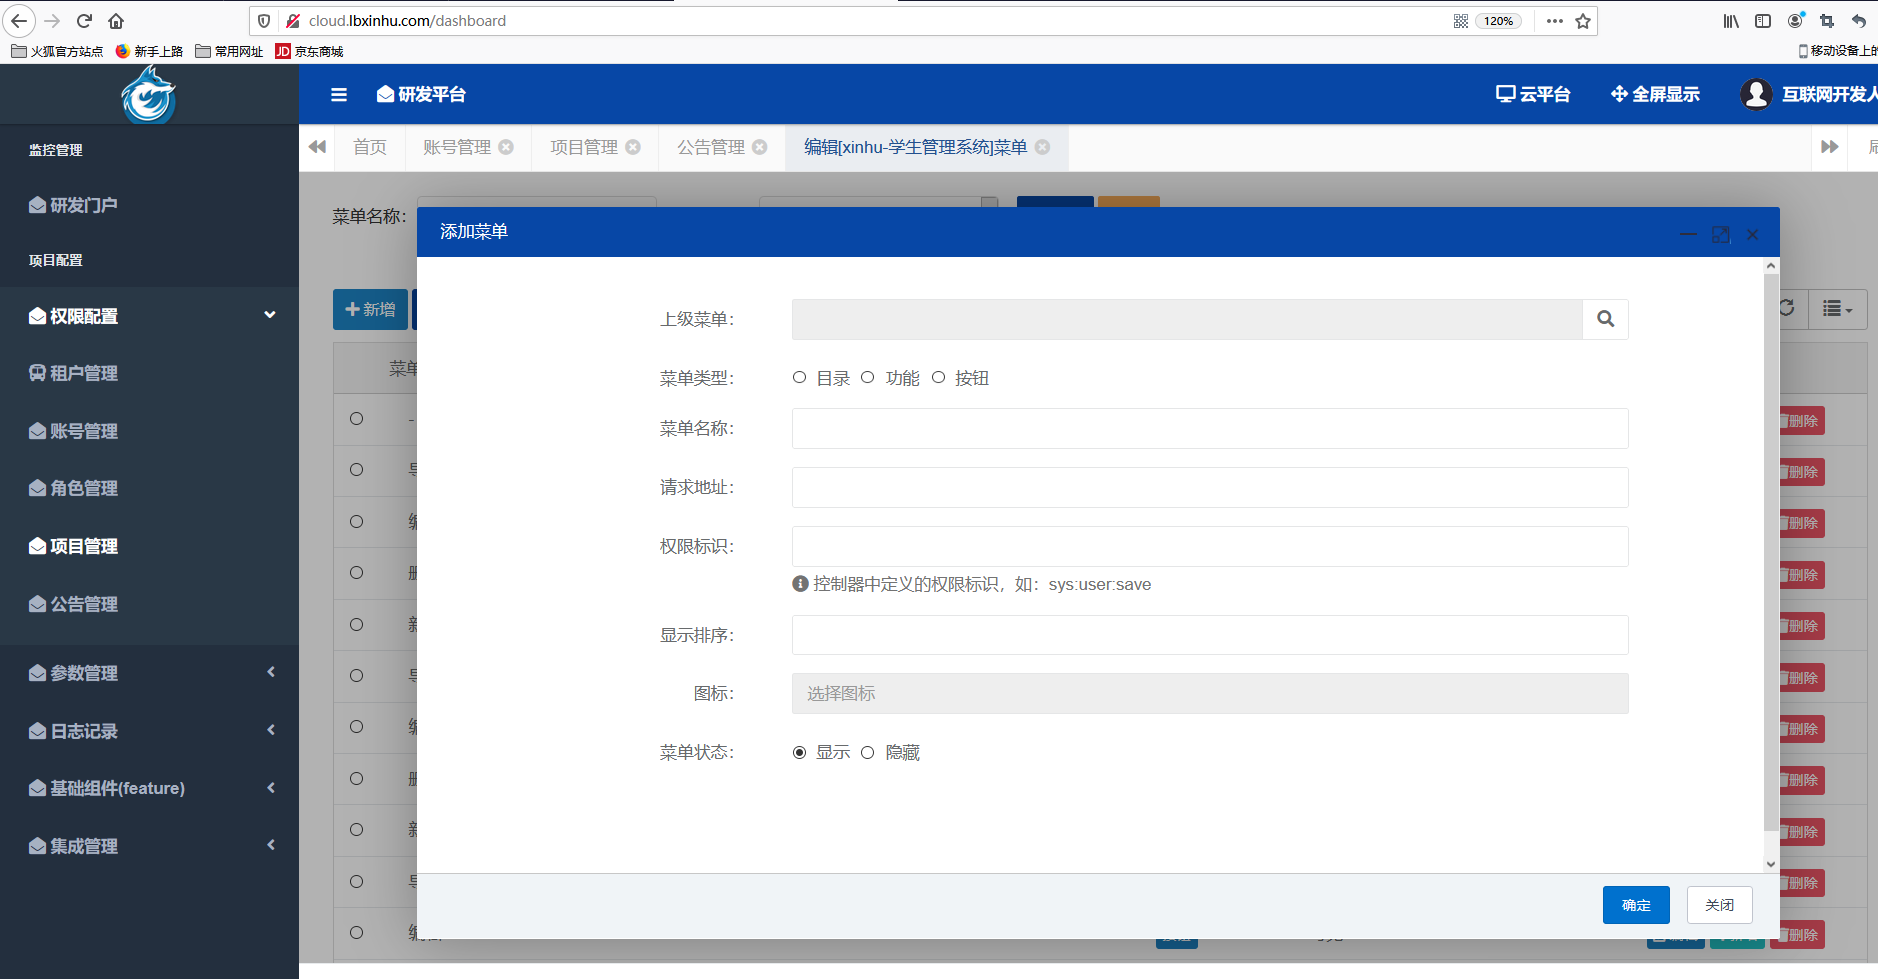 cloud.lbxinhu.com/dashboard
120%
火狐官方站点
新手上路
常用网址
JD 京东商城
移动设备上的
研发平台
云平台
全屏显示
互联网开发人
监控管理
研发门户
项目配置
权限配置
租户管理
账号管理
角色管理
项目管理
公告管理
参数管理
日志记录
基础组件(feature)
集成管理
首页
账号管理
项目管理
公告管理
编辑[xinhu-学生管理系统]菜单
菜单名称：
新增
菜单
添加菜单
上级菜单：
菜单类型：
目录
功能
按钮
菜单名称：
请求地址：
权限标识：
控制器中定义的权限标识，如：sys:user:save
显示排序：
图标：
选择图标
菜单状态：
显示
隐藏
确定
关闭
删除
删除
删除
删除
删除
删除
删除
删除
删除
删除
删除